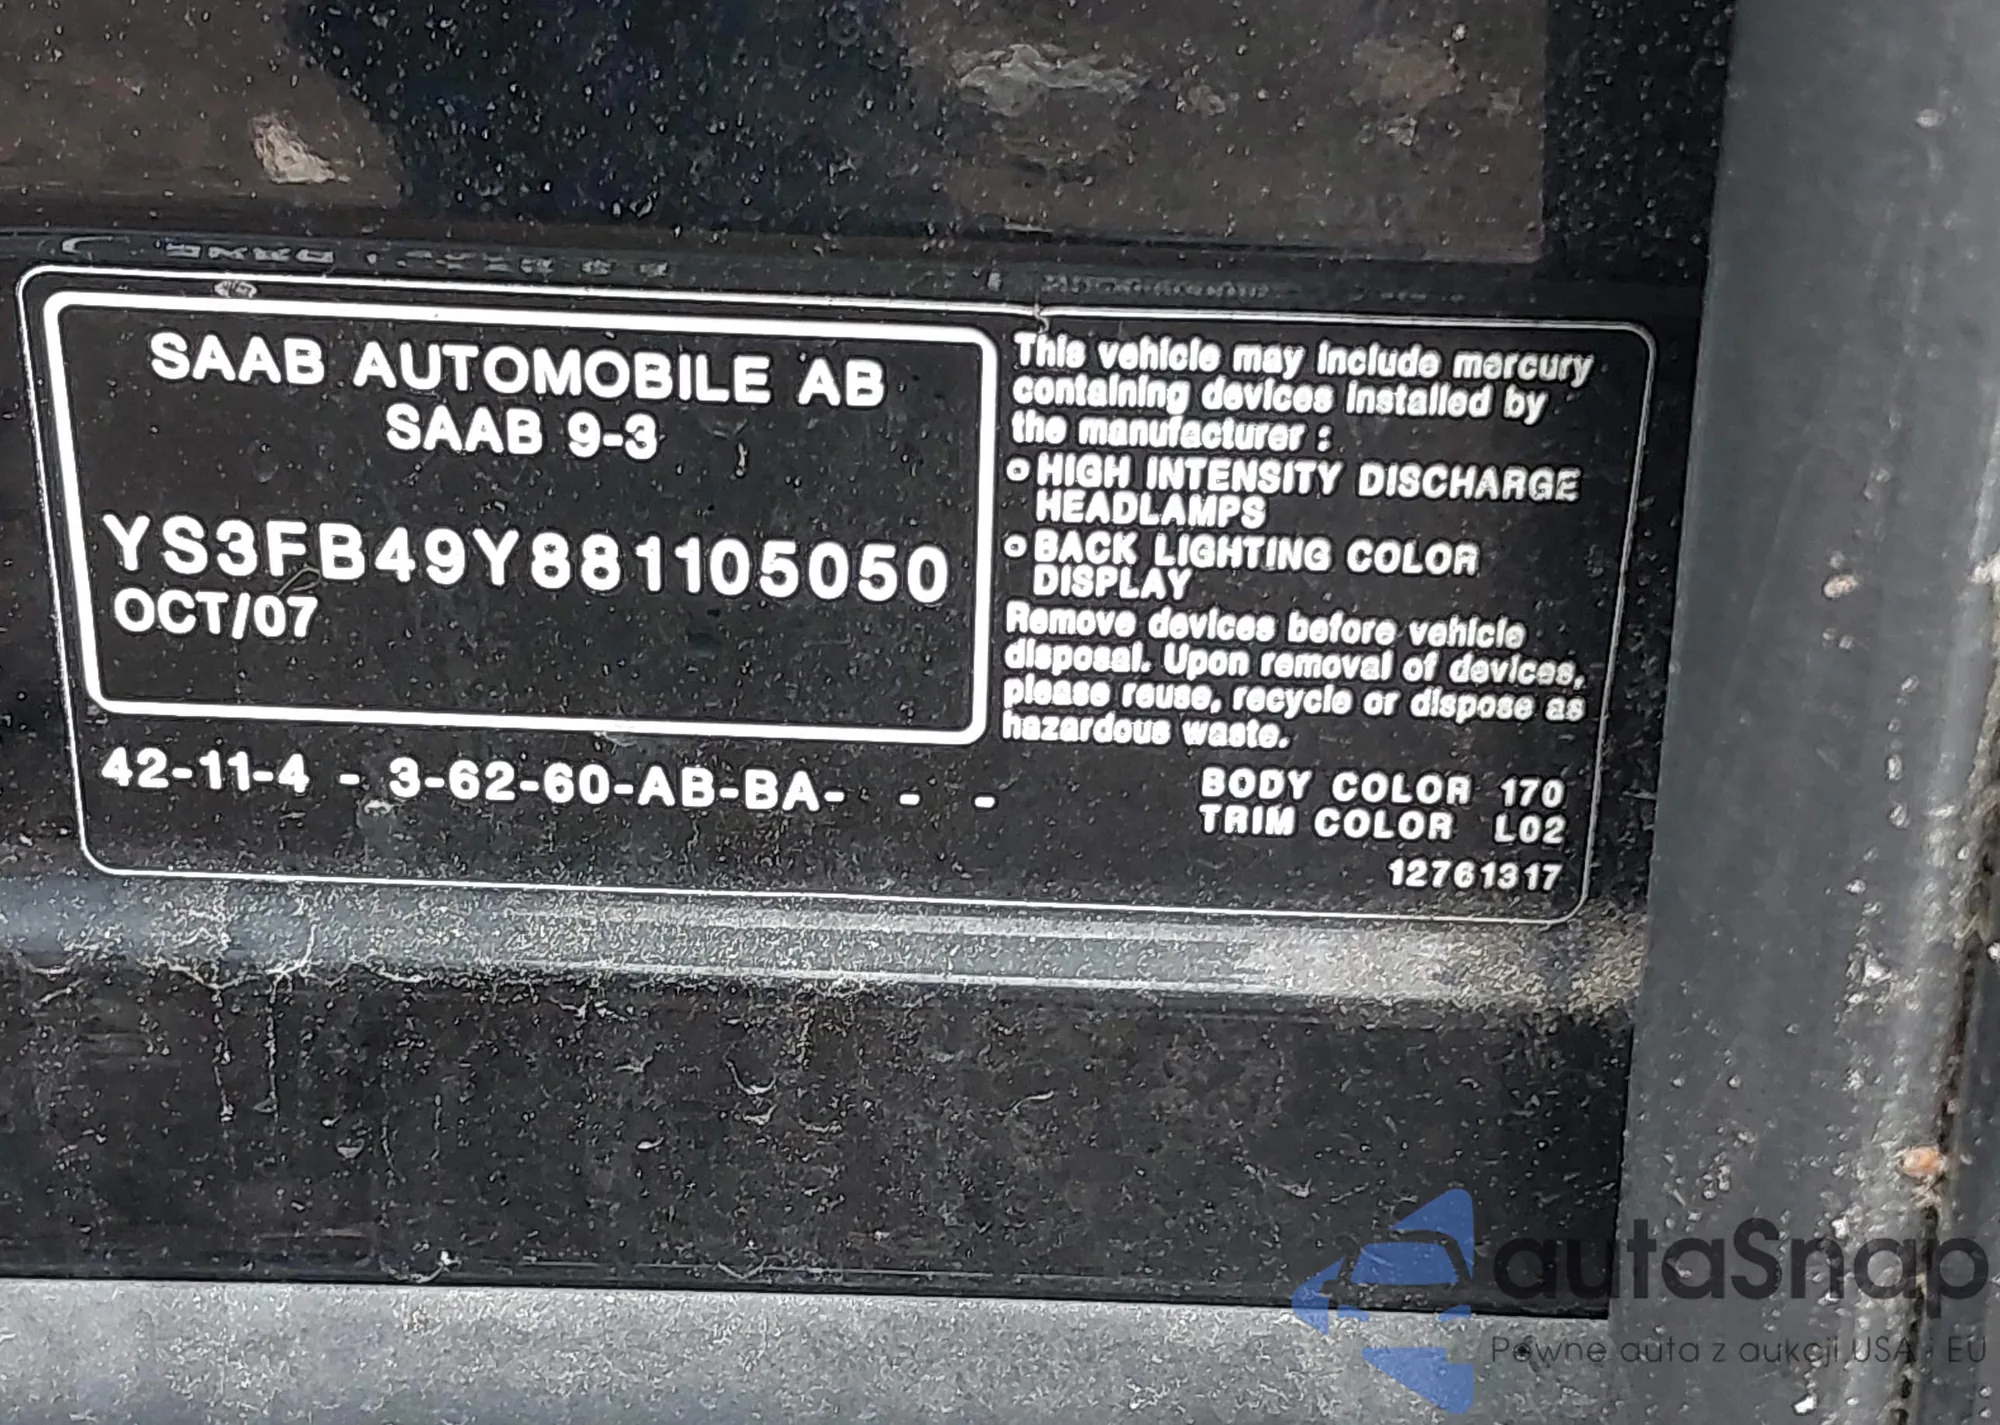 SAAB AUTOMOBILE AB
SAAB 9-3
YS3FB49Y881105050
OCT/07
42-11-4 - 3-62-60-AB-BA- - -
This vehicle may include mercury
containing devices installed by
the manufacturer :
o HIGH INTENSITY DISCHARGE
HEADLAMPS
o BACK LIGHTING COLOR
DISPLAY
Remove devices before vehicle
disposal. Upon removal of devices,
please reuse, recycle or dispose as
hazardous waste.
BODY COLOR 170
TRIM COLOR L02
12761317
autaSnap
Pewne auta z aukcji USA i EU